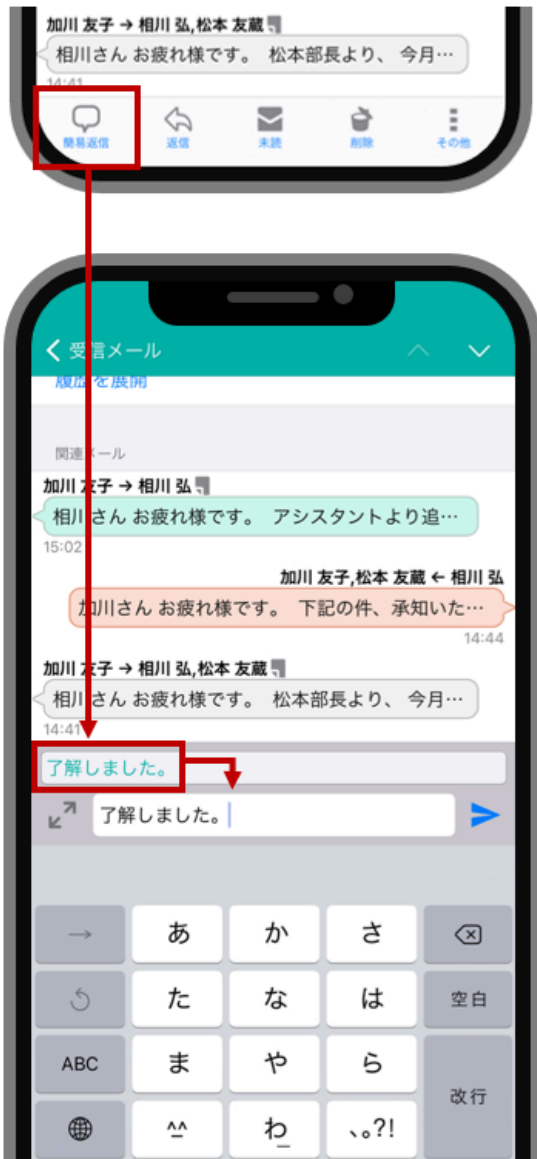 加川 友子 → 相川 弘,松本 友蔵
相川さん お疲れ様です。 松本部長より、 今月…
14:41
簡易返信 返信 未読 削除 その他
受信メール
履歴を展開
関連メール
加川 友子 → 相川 弘
相川さん お疲れ様です。 アシスタントより追…
15:02
加川 友子,松本 友蔵 ← 相川 弘
加川さん お疲れ様です。 下記の件、承知いた…
14:44
加川 友子 → 相川 弘,松本 友蔵
相川さん お疲れ様です。 松本部長より、 今月…
14:41
了解しました。
了解しました。
→ あ か さ
た な は 空白
ABC ま や ら
改行
^^ わ 、。?!